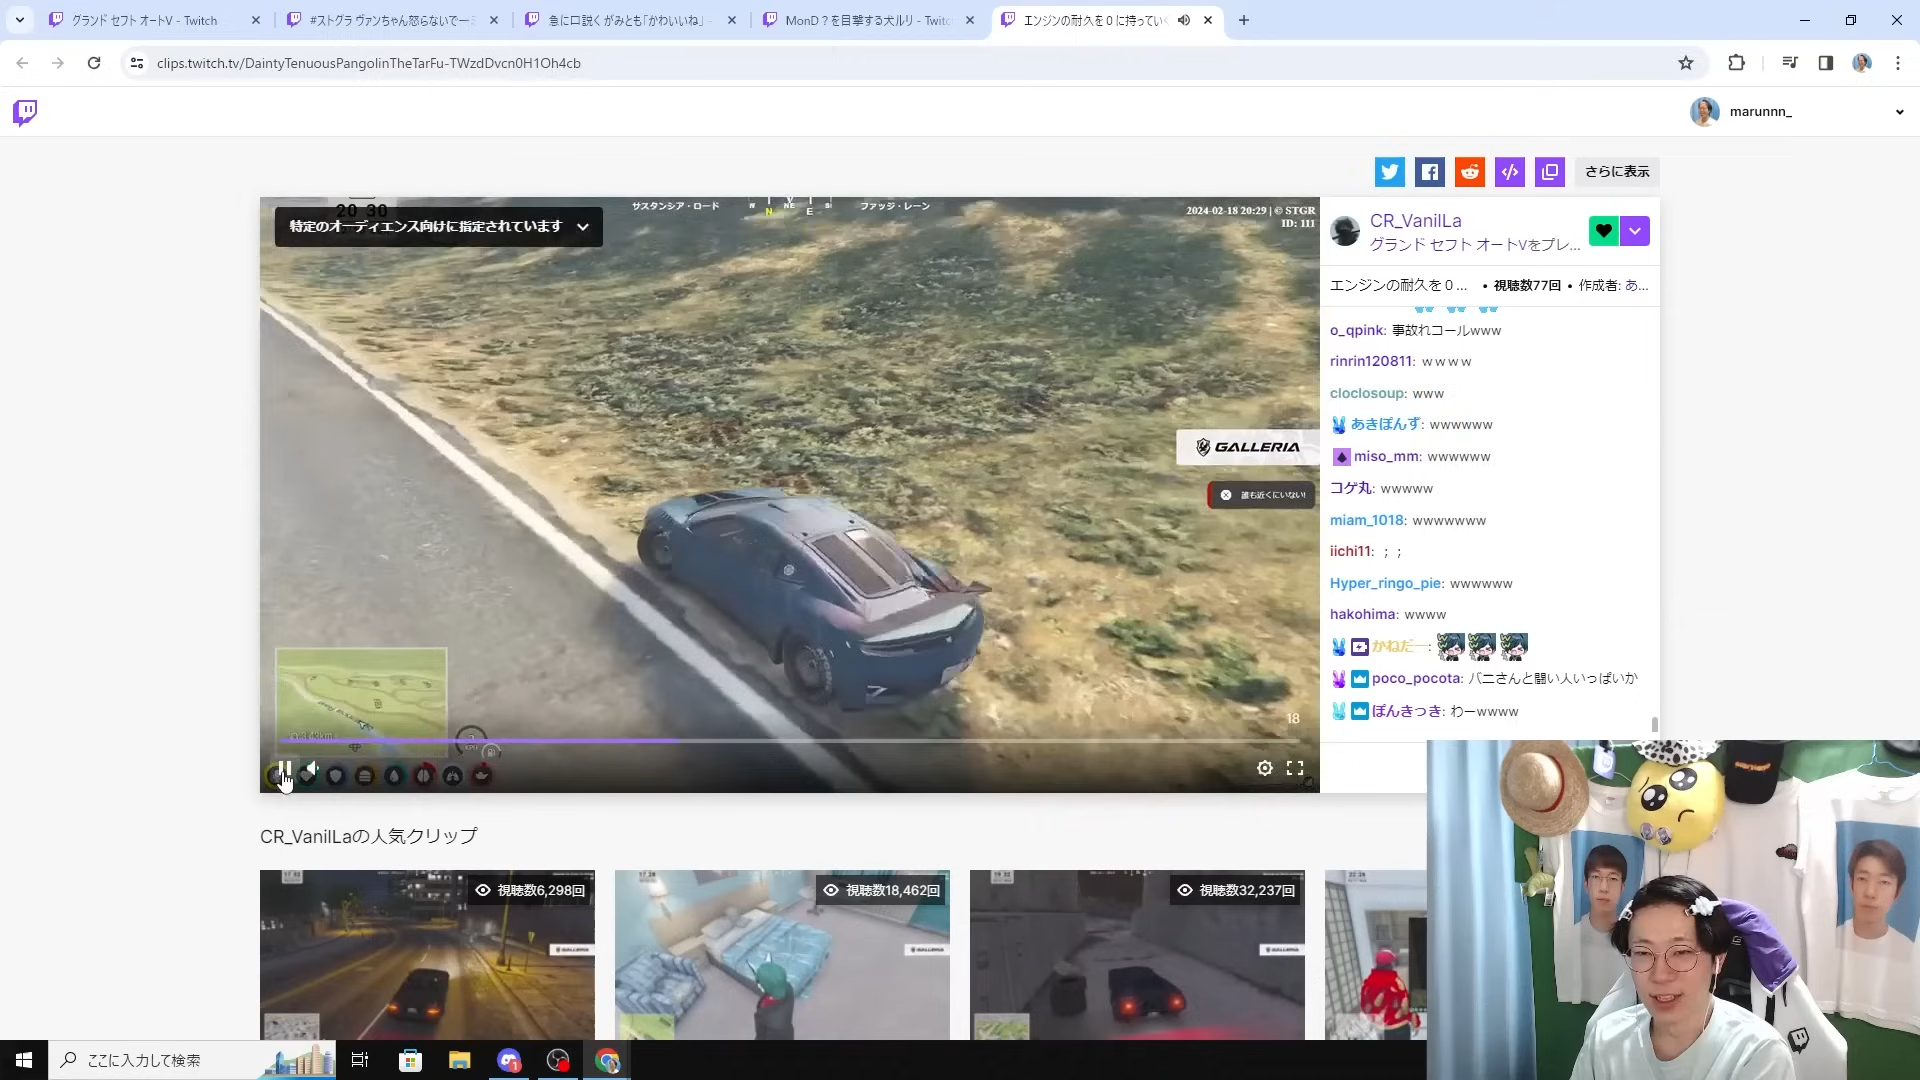 グランド セフト オートV - Twitch
#ストグラ ヴァンちゃん怒らないでー
急に口説くがみとも「かわいいね」 -
MonD？を目撃する犬ルリ - Twitc
エンジンの耐久を０に持ってい
clips.twitch.tv/DaintyTenuousPangolinTheTarFu-TWzdDvcn0H1Oh4cb
marunnn_
さらに表示
20 30
サスタンシア・ロード
N
NE
E
ファッジ・レーン
2024-02-18 20:29 | © STGR
ID: 111
特定のオーディエンス向けに指定されています
CR_VanilLa
グランド セフト オートVをプレ...
エンジンの耐久を０... • 視聴数77回 • 作成者: あ...
o_qpink: 事故れコールwww
rinrin120811: ｗｗｗｗ
cloclosoup: www
あきぽんず: wwwwww
miso_mm: wwwwww
コゲ丸: wwwww
miam_1018: wwwwwww
iichi11: ；；
Hyper_ringo_pie: wwwwww
hakohima: wwww
かねだー:
poco_pocota: バニさんと闘い人いっぱいか
ぽんきっき: わーwwww
GALLERIA
誰も近くにいない!
18
CR_VanilLaの人気クリップ
視聴数6,298回
視聴数18,462回
視聴数32,237回
GALLERIA
GALLERIA
GALLERIA
ここに入力して検索